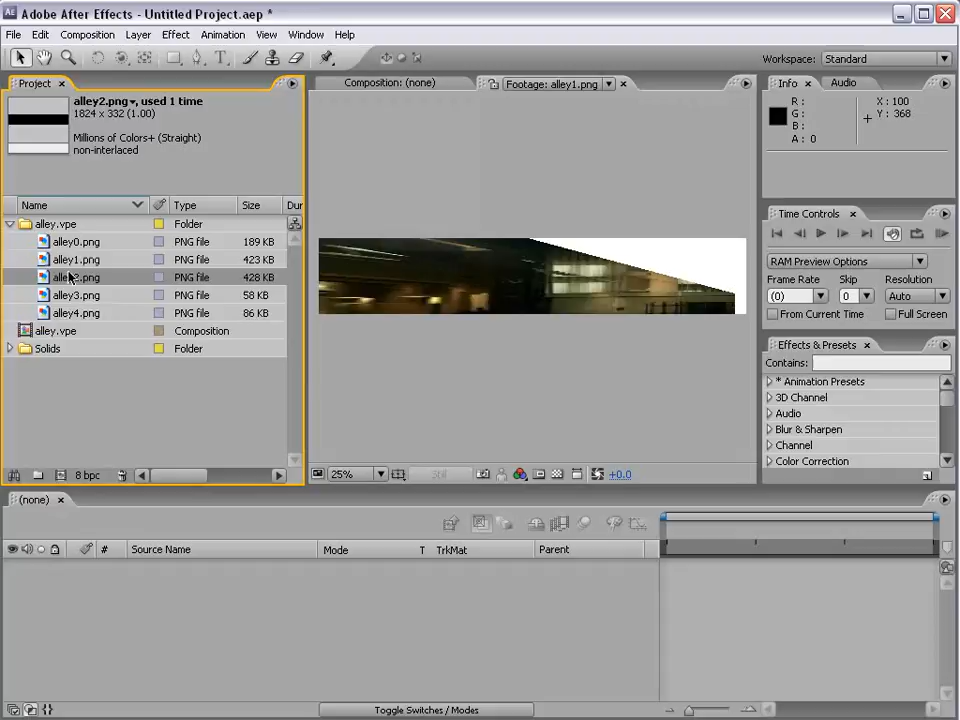 Adobe After Effects - Untitled Project.aep *
File Edit Composition Layer Effect Animation View Window Help
Workspace: Standard
Project
alley2.png, used 1 time
1824 x 332 (1.00)
Millions of Colors+ (Straight)
non-interlaced
Name Type Size Dur
alley.vpe Folder
alley0.png PNG file 189 KB
alley1.png PNG file 423 KB
alley2.png PNG file 428 KB
alley3.png PNG file 58 KB
alley4.png PNG file 86 KB
alley.vpe Composition
Solids Folder
8 bpc
Composition: (none) Footage: alley1.png
25% +0.0
Info Audio
R: X: 100
G: Y: 368
B:
A: 0
Time Controls
RAM Preview Options
Frame Rate Skip Resolution
(0) 0 Auto
From Current Time Full Screen
Effects & Presets
Contains:
* Animation Presets
3D Channel
Audio
Blur & Sharpen
Channel
Color Correction
(none)
# Source Name Mode T TrkMat Parent
Toggle Switches / Modes